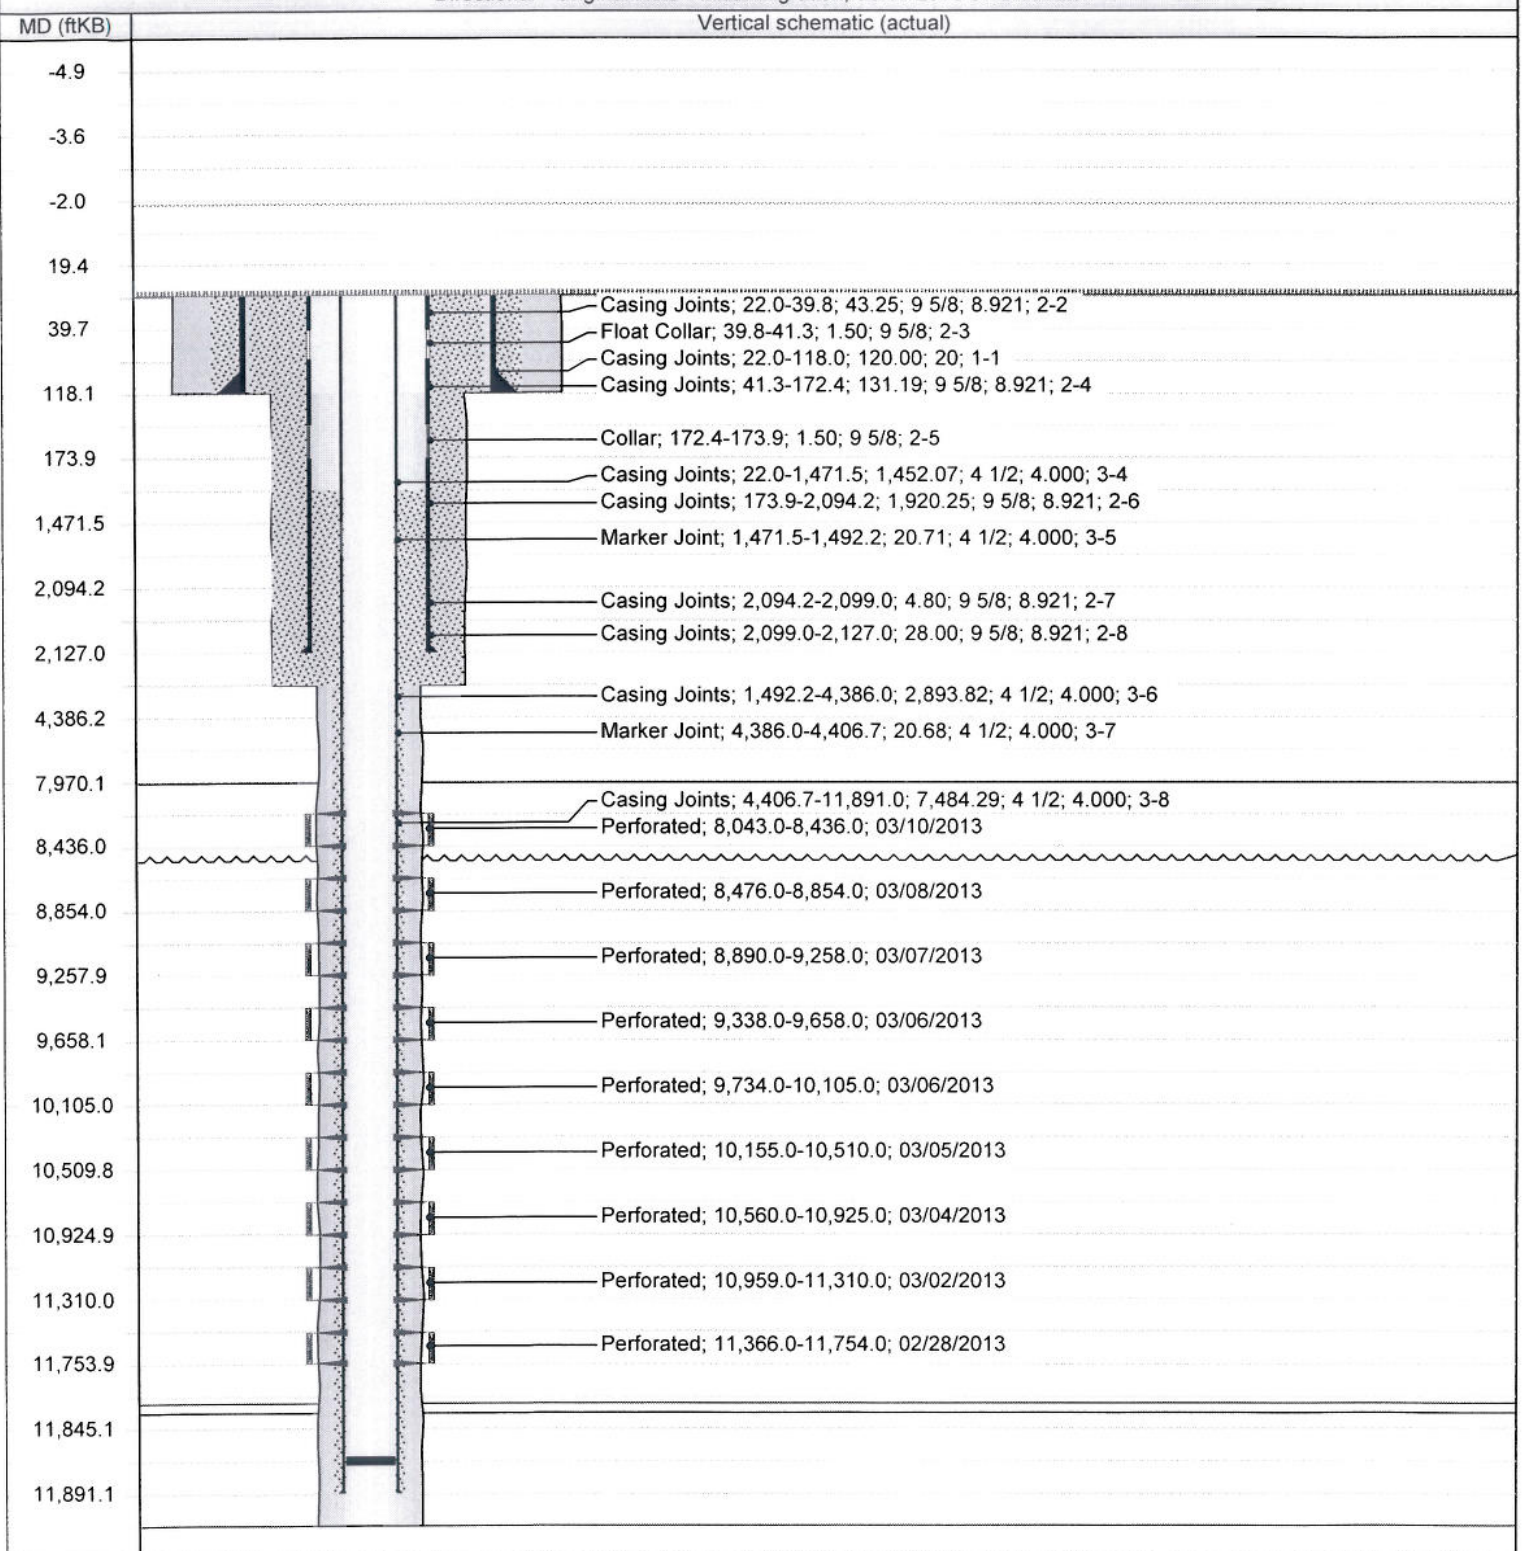 MD (ftKB)
Vertical schematic (actual)
-4.9
-3.6
-2.0
19.4
39.7
118.1
173.9
1,471.5
2,094.2
2,127.0
4,386.2
7,970.1
8,436.0
8,854.0
9,257.9
9,658.1
10,105.0
10,509.8
10,924.9
11,310.0
11,753.9
11,845.1
11,891.1
Casing Joints; 22.0-39.8; 43.25; 9 5/8; 8.921; 2-2
Float Collar; 39.8-41.3; 1.50; 9 5/8; 2-3
Casing Joints; 22.0-118.0; 120.00; 20; 1-1
Casing Joints; 41.3-172.4; 131.19; 9 5/8; 8.921; 2-4
Collar; 172.4-173.9; 1.50; 9 5/8; 2-5
Casing Joints; 22.0-1,471.5; 1,452.07; 4 1/2; 4.000; 3-4
Casing Joints; 173.9-2,094.2; 1,920.25; 9 5/8; 8.921; 2-6
Marker Joint; 1,471.5-1,492.2; 20.71; 4 1/2; 4.000; 3-5
Casing Joints; 2,094.2-2,099.0; 4.80; 9 5/8; 8.921; 2-7
Casing Joints; 2,099.0-2,127.0; 28.00; 9 5/8; 8.921; 2-8
Casing Joints; 1,492.2-4,386.0; 2,893.82; 4 1/2; 4.000; 3-6
Marker Joint; 4,386.0-4,406.7; 20.68; 4 1/2; 4.000; 3-7
Casing Joints; 4,406.7-11,891.0; 7,484.29; 4 1/2; 4.000; 3-8
Perforated; 8,043.0-8,436.0; 03/10/2013
Perforated; 8,476.0-8,854.0; 03/08/2013
Perforated; 8,890.0-9,258.0; 03/07/2013
Perforated; 9,338.0-9,658.0; 03/06/2013
Perforated; 9,734.0-10,105.0; 03/06/2013
Perforated; 10,155.0-10,510.0; 03/05/2013
Perforated; 10,560.0-10,925.0; 03/04/2013
Perforated; 10,959.0-11,310.0; 03/02/2013
Perforated; 11,366.0-11,754.0; 02/28/2013